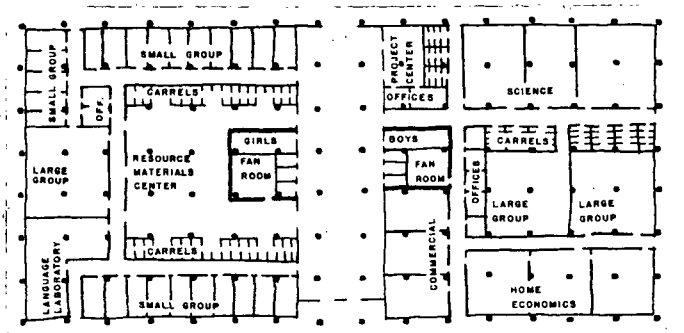 SMALL GROUP
SMALL GROUP
PROJECT
CENTER
OFFICES
SCIENCE
CARRELS
OFF.
GIRLS
BOYS
CARRELS
RESOURCE
MATERIALS
CENTER
FAN
ROOM
FAN
ROOM
LARGE
GROUP
OFFICES
LARGE
GROUP
LARGE
GROUP
CARRELS
COMMERCIAL
LANGUAGE
LABORATORY
SMALL GROUP
HOME
ECONOMICS